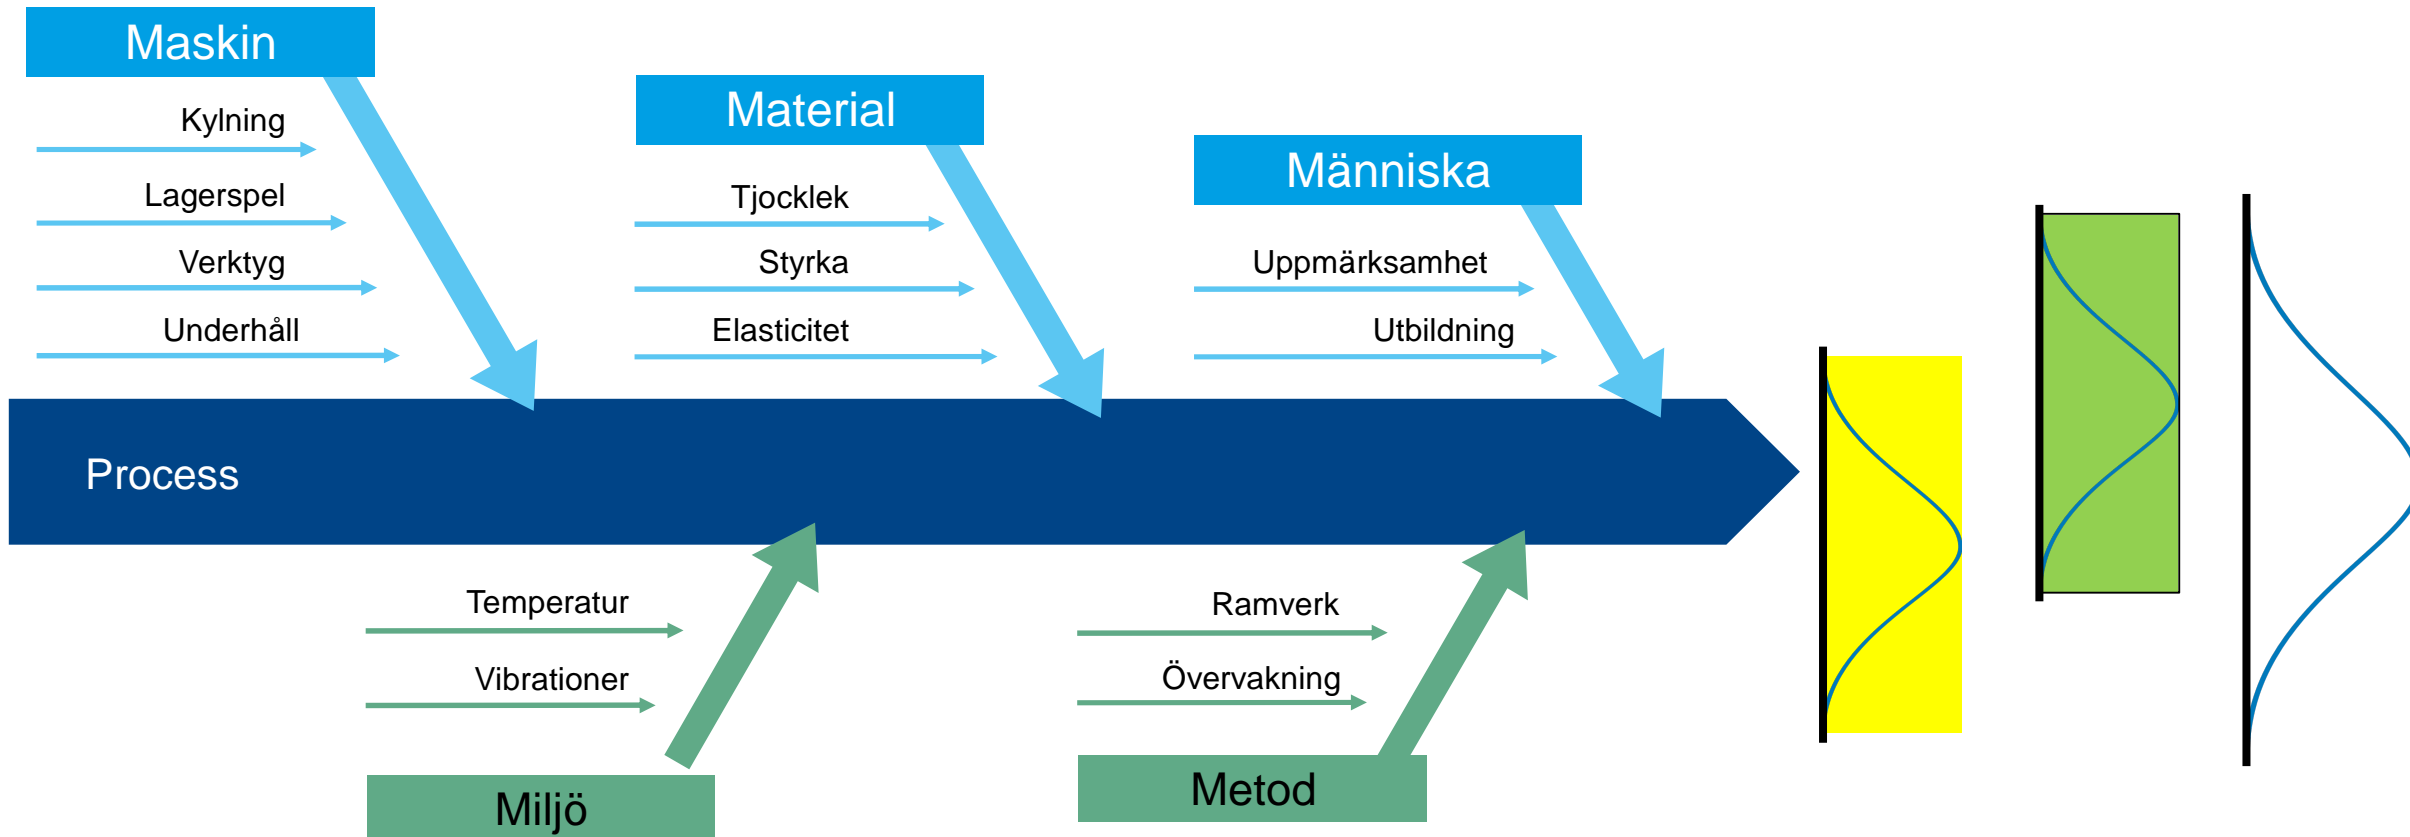 Maskin
Kylning
Lagerspel
Verktyg
Underhåll
Material
Tjocklek
Styrka
Elasticitet
Människa
Uppmärksamhet
Utbildning
Process
Temperatur
Vibrationer
Miljö
Ramverk
Övervakning
Metod